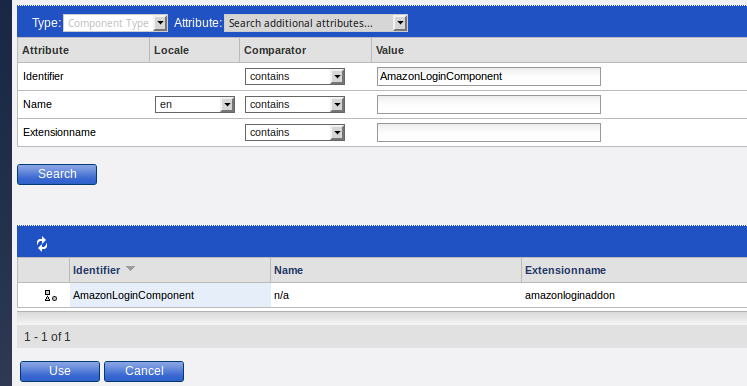 Type: Component Type Attribute: Search additional attributes...
Attribute Locale Comparator Value
Identifier contains AmazonLoginComponent
Name en contains
Extensionname contains
Search
Identifier Name Extensionname
AmazonLoginComponent n/a amazonloginaddon
1 - 1 of 1
Use Cancel